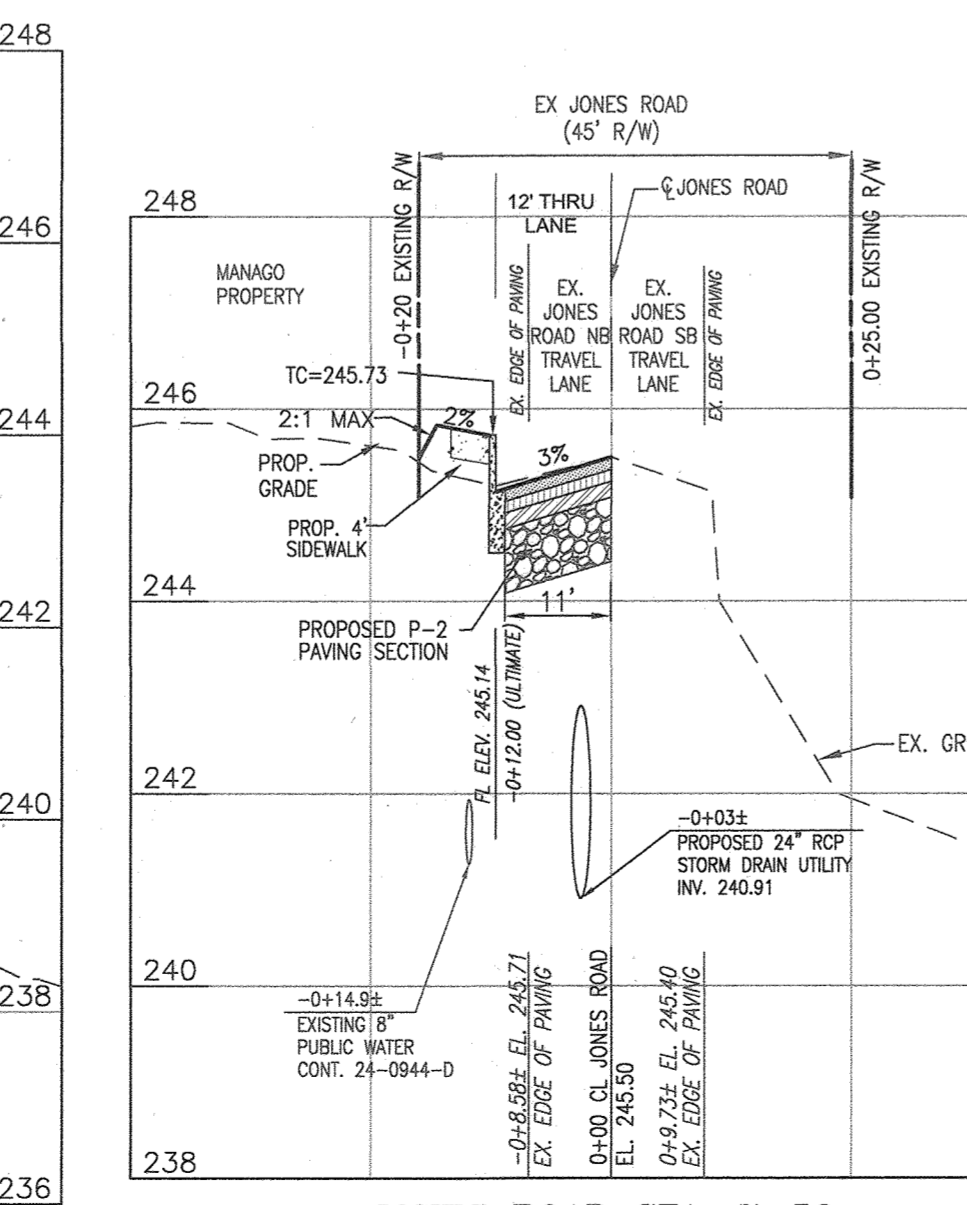 248
246
244
242
240
238
236
EX JONES ROAD
(45' R/W)
-0+20 EXISTING R/W
0+25.00 EXISTING R/W
℄ JONES ROAD
12' THRU
LANE
248
MANAGO
PROPERTY
EX. EDGE OF PAVING
EX.
JONES
ROAD NB
TRAVEL
LANE
EX.
JONES
ROAD SB
TRAVEL
LANE
EX. EDGE OF PAVING
TC=245.73
246
2:1 MAX
2%
3%
PROP.
GRADE
PROP. 4'
SIDEWALK
244
11'
PROPOSED P-2
PAVING SECTION
FL ELEV. 245.14
-0+12.00 (ULTIMATE)
EX. GR
242
-0+03±
PROPOSED 24" RCP
STORM DRAIN UTILITY
INV. 240.91
240
-0+14.9±
EXISTING 8"
PUBLIC WATER
CONT. 24-0944-D
-0+8.58± EL. 245.71
EX. EDGE OF PAVING
0+00 CL JONES ROAD
EL. 245.50
0+9.73± EL. 245.40
EX. EDGE OF PAVING
238